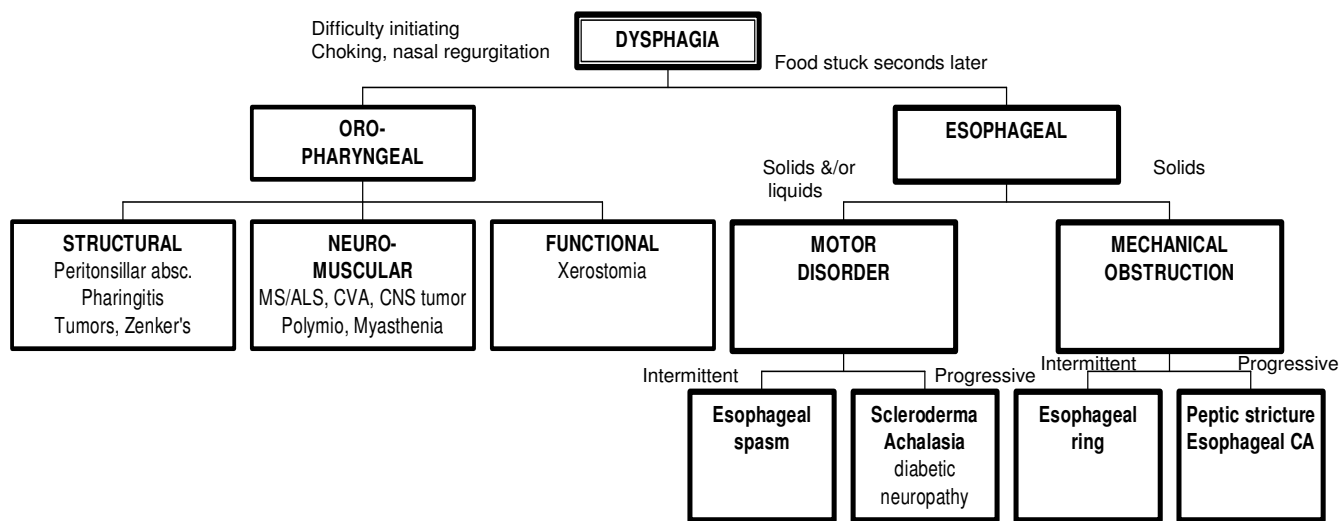 Difficulty initiating
Choking, nasal regurgitation
DYSPHAGIA
Food stuck seconds later
ORO-
PHARYNGEAL
ESOPHAGEAL
Solids &/or
liquids
Solids
STRUCTURAL
Peritonsillar absc.
Pharingitis
Tumors, Zenker's
NEURO-
MUSCULAR
MS/ALS, CVA, CNS tumor
Polymio, Myasthenia
FUNCTIONAL
Xerostomia
MOTOR
DISORDER
MECHANICAL
OBSTRUCTION
Intermittent
Progressive
Intermittent
Progressive
Esophageal
spasm
Scleroderma
Achalasia
diabetic
neuropathy
Esophageal
ring
Peptic stricture
Esophageal CA